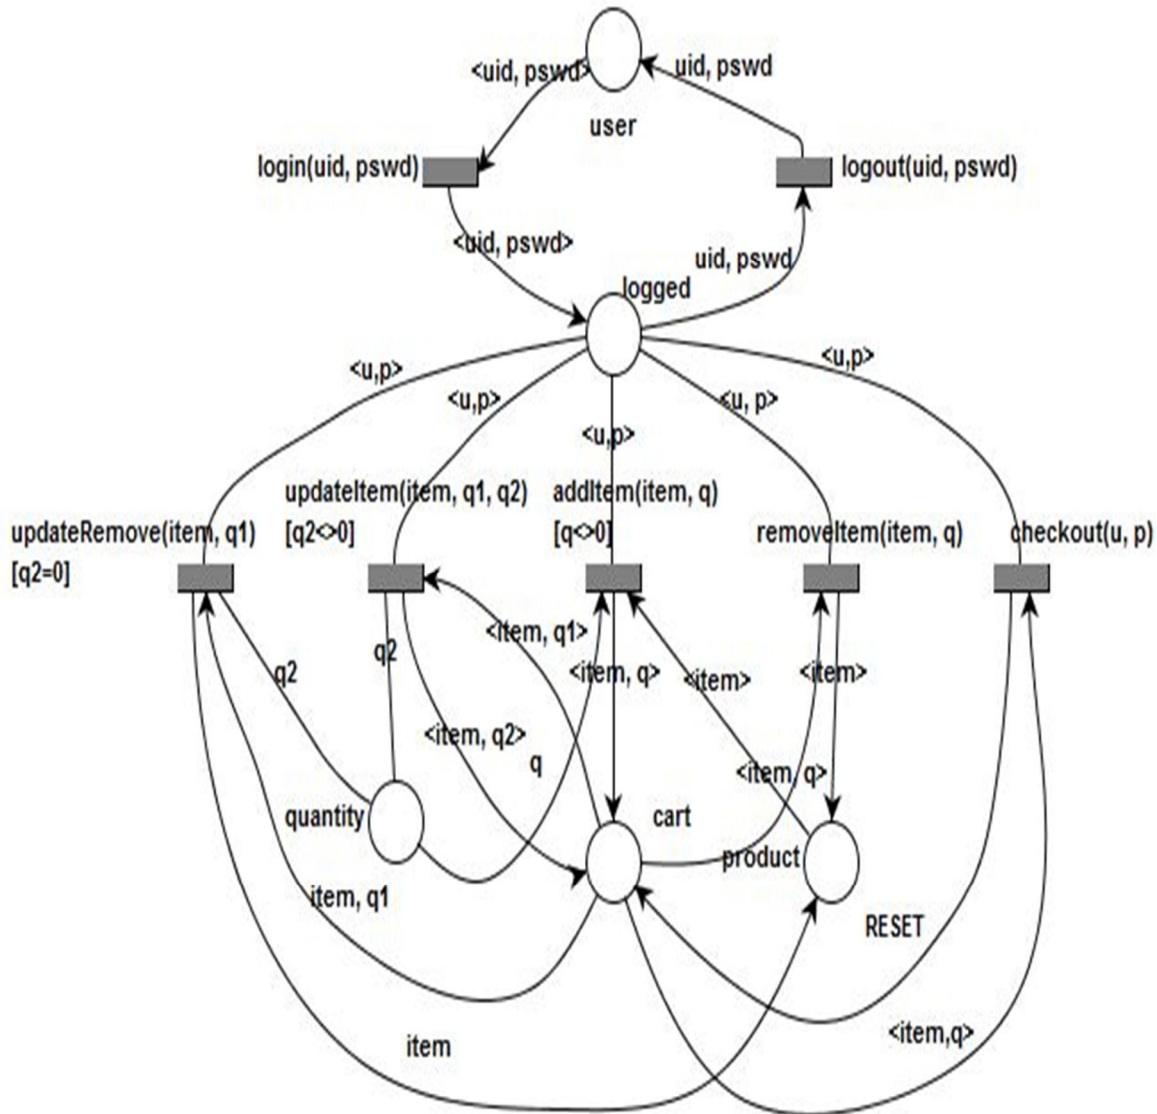 <uid, pswd>
uid, pswd
user
login(uid, pswd)
logout(uid, pswd)
<uid, pswd>
uid, pswd
logged
<u,p>
<u,p>
<u,p>
<u, p>
<u,p>
updateItem(item, q1, q2)
[q2<>0]
addItem(item, q)
[q<>0]
updateRemove(item, q1)
[q2=0]
removeItem(item, q)
checkout(u, p)
<item, q1>
q2
q2
<item, q>
<item>
<item>
<item, q2>
q
<item, q>
quantity
cart
product
item, q1
RESET
item
<item,q>